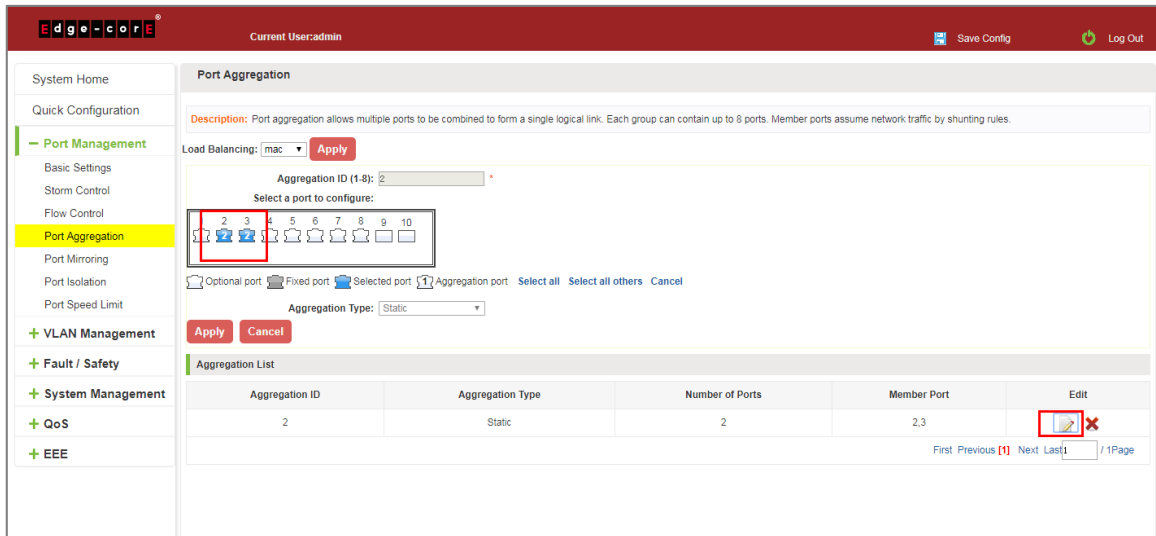 Edge-corE®
Current User:admin
Save Config
Log Out
System Home
Quick Configuration
− Port Management
Basic Settings
Storm Control
Flow Control
Port Aggregation
Port Mirroring
Port Isolation
Port Speed Limit
+ VLAN Management
+ Fault / Safety
+ System Management
+ QoS
+ EEE
Port Aggregation
Description: Port aggregation allows multiple ports to be combined to form a single logical link. Each group can contain up to 8 ports. Member ports assume network traffic by shunting rules.
Load Balancing: mac Apply
Aggregation ID (1-8): 2 *
Select a port to configure:
2 3 4 5 6 7 8 9 10
2 2
Optional port Fixed port Selected port 1 Aggregation port Select all Select all others Cancel
Aggregation Type: Static
Apply Cancel
Aggregation List
Aggregation ID Aggregation Type Number of Ports Member Port Edit
2 Static 2 2,3
First Previous [1] Next Last 1 / 1Page